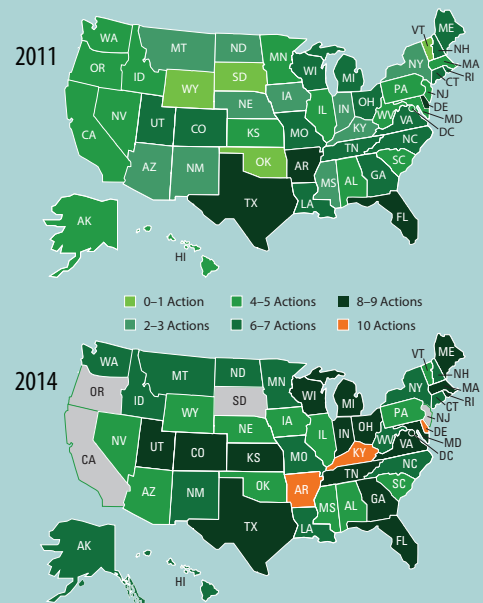 2011
WA
OR
ID
MT
ND
MN
WY
SD
NE
IA
WI
MI
NY
VT
ME
NH
MA
RI
CT
NJ
DE
MD
DC
PA
OH
IN
IL
WV
VA
KY
NV
UT
CO
KS
MO
CA
AZ
NM
OK
AR
TN
NC
SC
MS
AL
GA
TX
LA
FL
AK
HI
0–1 Action
4–5 Actions
8–9 Actions
2–3 Actions
6–7 Actions
10 Actions
2014
WA
OR
ID
MT
ND
MN
WY
SD
NE
IA
WI
MI
NY
VT
ME
NH
MA
RI
CT
NJ
DE
MD
DC
PA
OH
IN
IL
WV
VA
KY
NV
UT
CO
KS
MO
CA
AZ
NM
OK
AR
TN
NC
SC
MS
AL
GA
TX
LA
FL
AK
HI